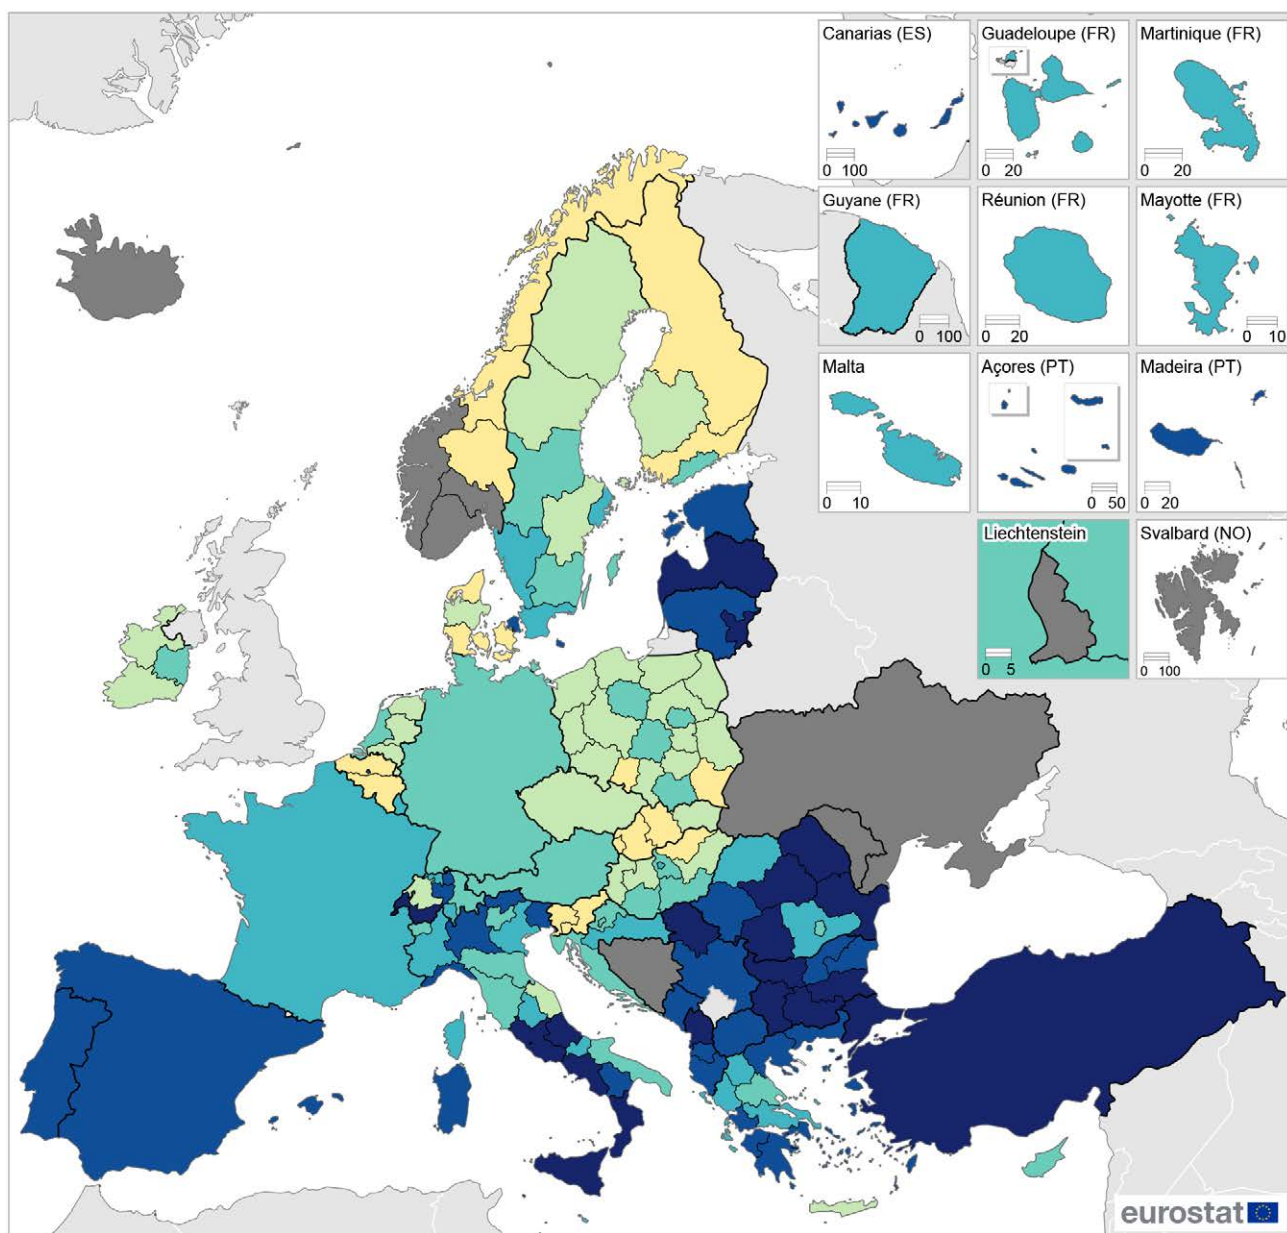 Canarias (ES)
0 100
Guadeloupe (FR)
0 20
Martinique (FR)
0 20
Guyane (FR)
0 100
Réunion (FR)
0 20
Mayotte (FR)
0 10
Malta
0 10
Açores (PT)
0 50
Madeira (PT)
0 20
Liechtenstein
0 5
Svalbard (NO)
0 100
eurostat